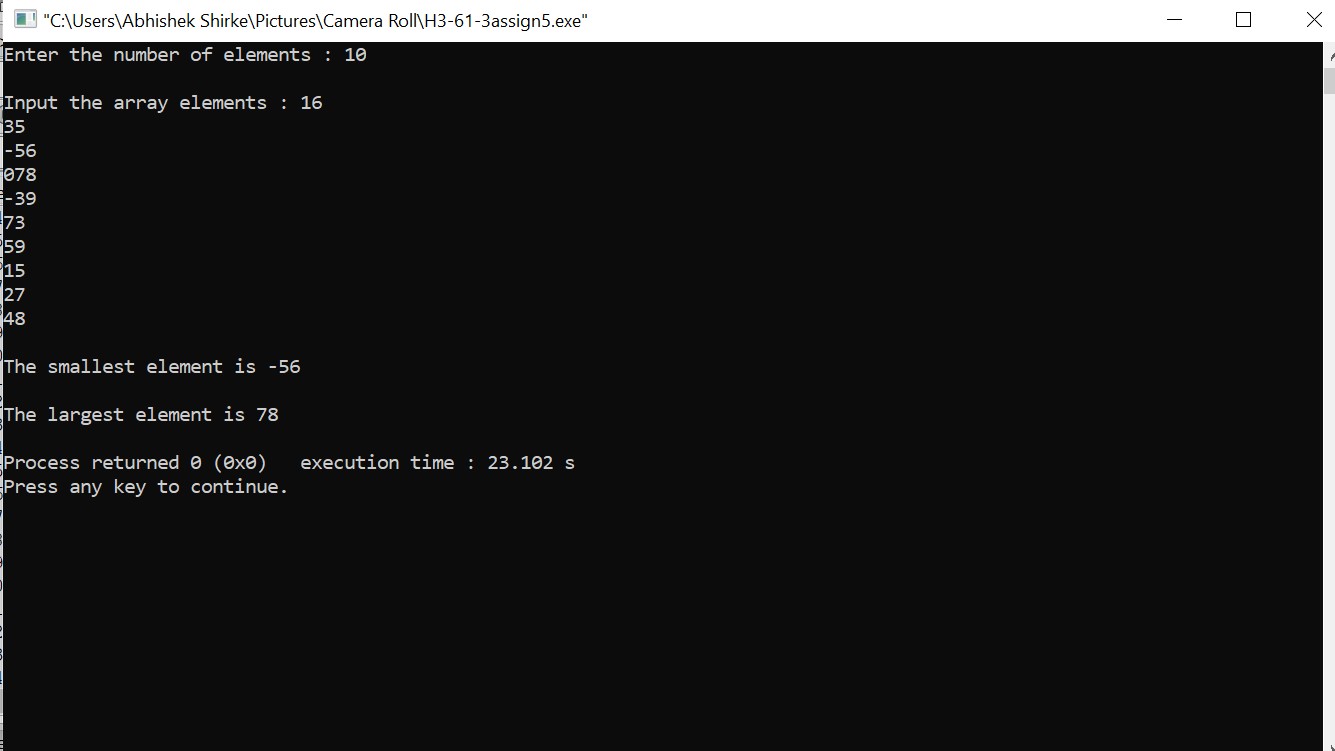 "C:\Users\Abhishek Shirke\Pictures\Camera Roll\H3-61-3assign5.exe"
Enter the number of elements : 10
Input the array elements : 16
35
-56
078
-39
73
59
15
27
48
The smallest element is -56
The largest element is 78
Process returned 0 (0x0)   execution time : 23.102 s
Press any key to continue.